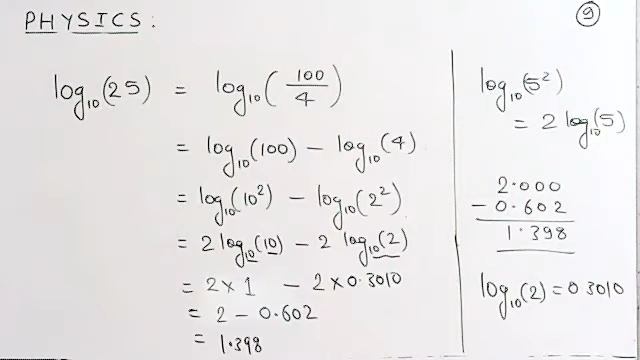 PHYSICS:
9
log₁₀(25) = log₁₀(100/4)
= log₁₀(100) - log₁₀(4)
= log₁₀(10²) - log₁₀(2²)
= 2 log₁₀(10) - 2 log₁₀(2)
= 2 × 1 - 2 × 0.3010
= 2 - 0.602
= 1.398
log₁₀(5²)
= 2 log₁₀(5)
2.000
- 0.602
1.398
log₁₀(2) = 0 3010